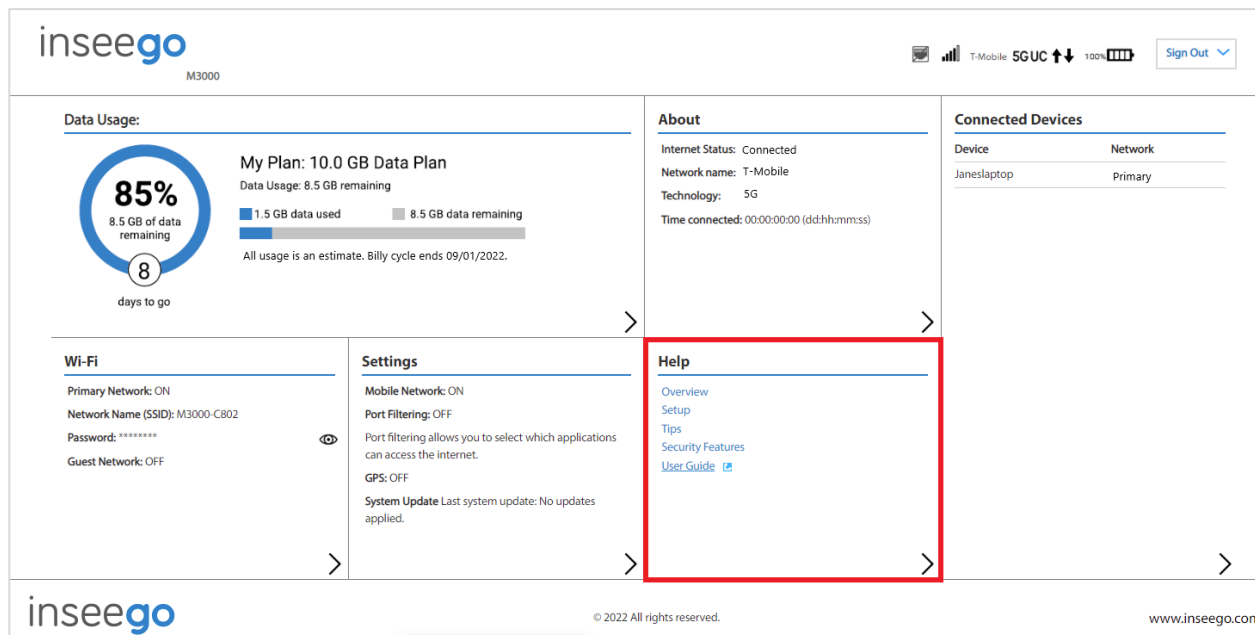 inseego
M3000
T-Mobile 5G UC 100%
Sign Out
Data Usage:
85%
8.5 GB of data
remaining
8
days to go
My Plan: 10.0 GB Data Plan
Data Usage: 8.5 GB remaining
1.5 GB data used 8.5 GB data remaining
All usage is an estimate. Billy cycle ends 09/01/2022.
About
Internet Status: Connected
Network name: T-Mobile
Technology: 5G
Time connected: 00:00:00:00 (dd:hh:mm:ss)
Connected Devices
Device Network
Janeslaptop Primary
Wi-Fi
Primary Network: ON
Network Name (SSID): M3000-C802
Password: ********
Guest Network: OFF
Settings
Mobile Network: ON
Port Filtering: OFF
Port filtering allows you to select which applications
can access the internet.
GPS: OFF
System Update Last system update: No updates
applied.
Help
Overview
Setup
Tips
Security Features
User Guide
inseego
© 2022 All rights reserved.
www.inseego.com